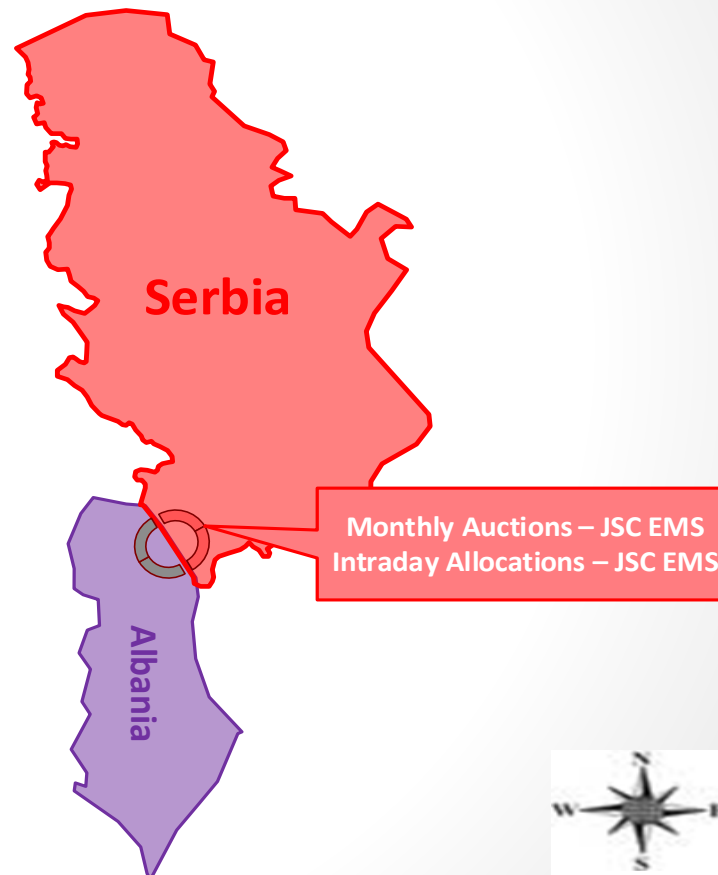 Serbia
Monthly Auctions – JSC EMS
Intraday Allocations – JSC EMS
Albania
N
W
S